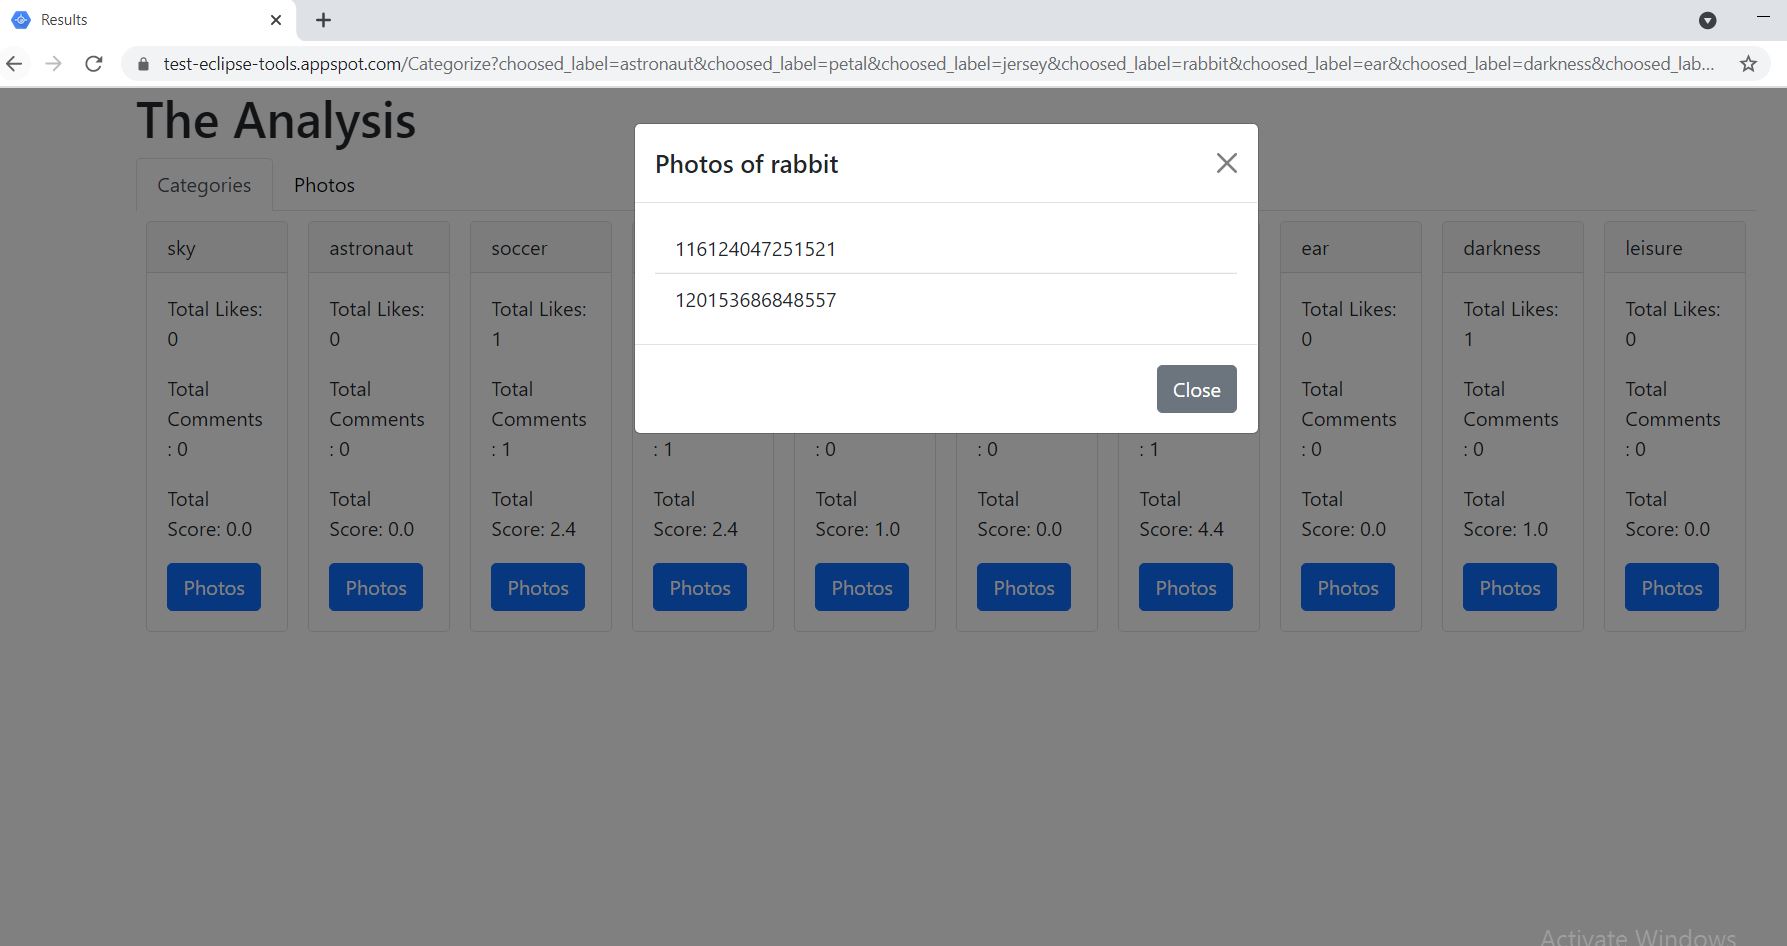 Results
test-eclipse-tools.appspot.com/Categorize?choosed_label=astronaut&choosed_label=petal&choosed_label=jersey&choosed_label=rabbit&choosed_label=ear&choosed_label=darkness&choosed_lab...
The Analysis
Categories
Photos
Photos of rabbit
116124047251521
120153686848557
Close
sky
Total Likes:
0
Total
Comments
: 0
Total
Score: 0.0
Photos
astronaut
Total Likes:
0
Total
Comments
: 0
Total
Score: 0.0
Photos
soccer
Total Likes:
1
Total
Comments
: 1
Total
Score: 2.4
Photos
: 1
Total
Score: 2.4
Photos
: 0
Total
Score: 1.0
Photos
: 0
Total
Score: 0.0
Photos
: 1
Total
Score: 4.4
Photos
ear
Total Likes:
0
Total
Comments
: 0
Total
Score: 0.0
Photos
darkness
Total Likes:
1
Total
Comments
: 0
Total
Score: 1.0
Photos
leisure
Total Likes:
0
Total
Comments
: 0
Total
Score: 0.0
Photos
Activate Windows